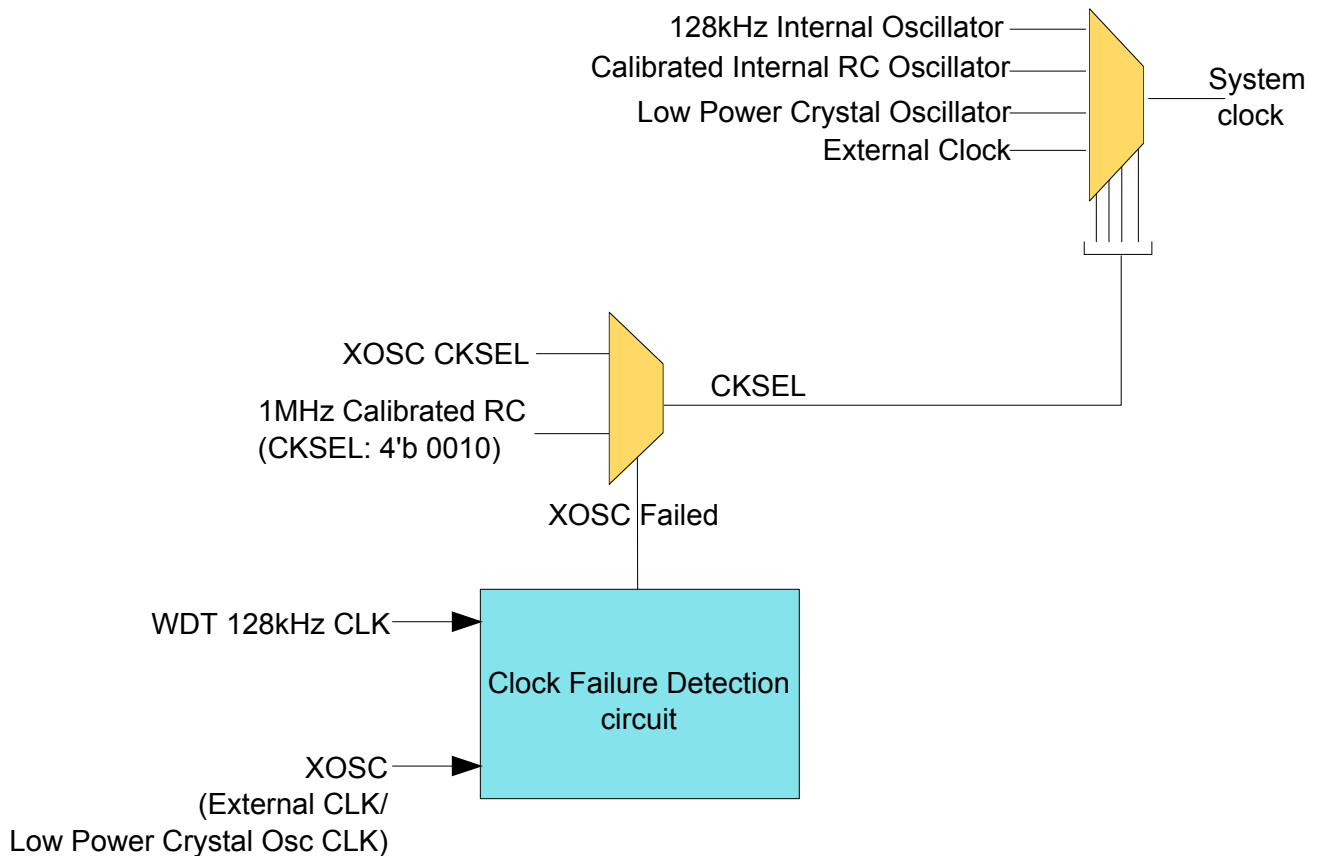 128kHz Internal Oscillator
Calibrated Internal RC Oscillator
Low Power Crystal Oscillator
External Clock
System
clock
XOSC CKSEL
1MHz Calibrated RC
(CKSEL: 4'b 0010)
CKSEL
XOSC Failed
WDT 128kHz CLK
Clock Failure Detection
circuit
XOSC
(External CLK/
Low Power Crystal Osc CLK)